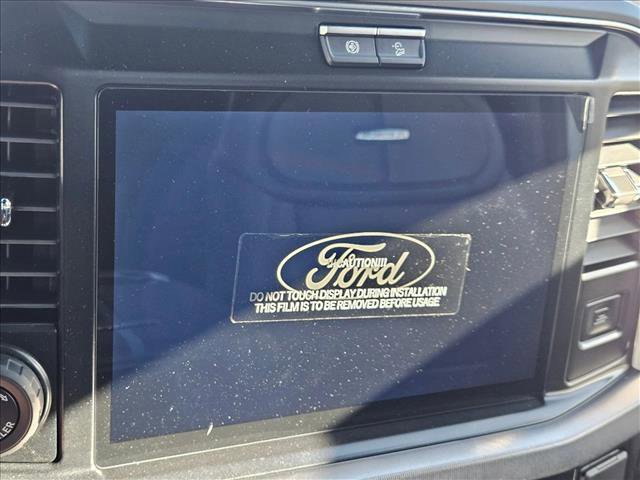 !!!CAUTION!!!
Ford
DO NOT TOUCH DISPLAY DURING INSTALLATION
THIS FILM IS TO BE REMOVED BEFORE USAGE